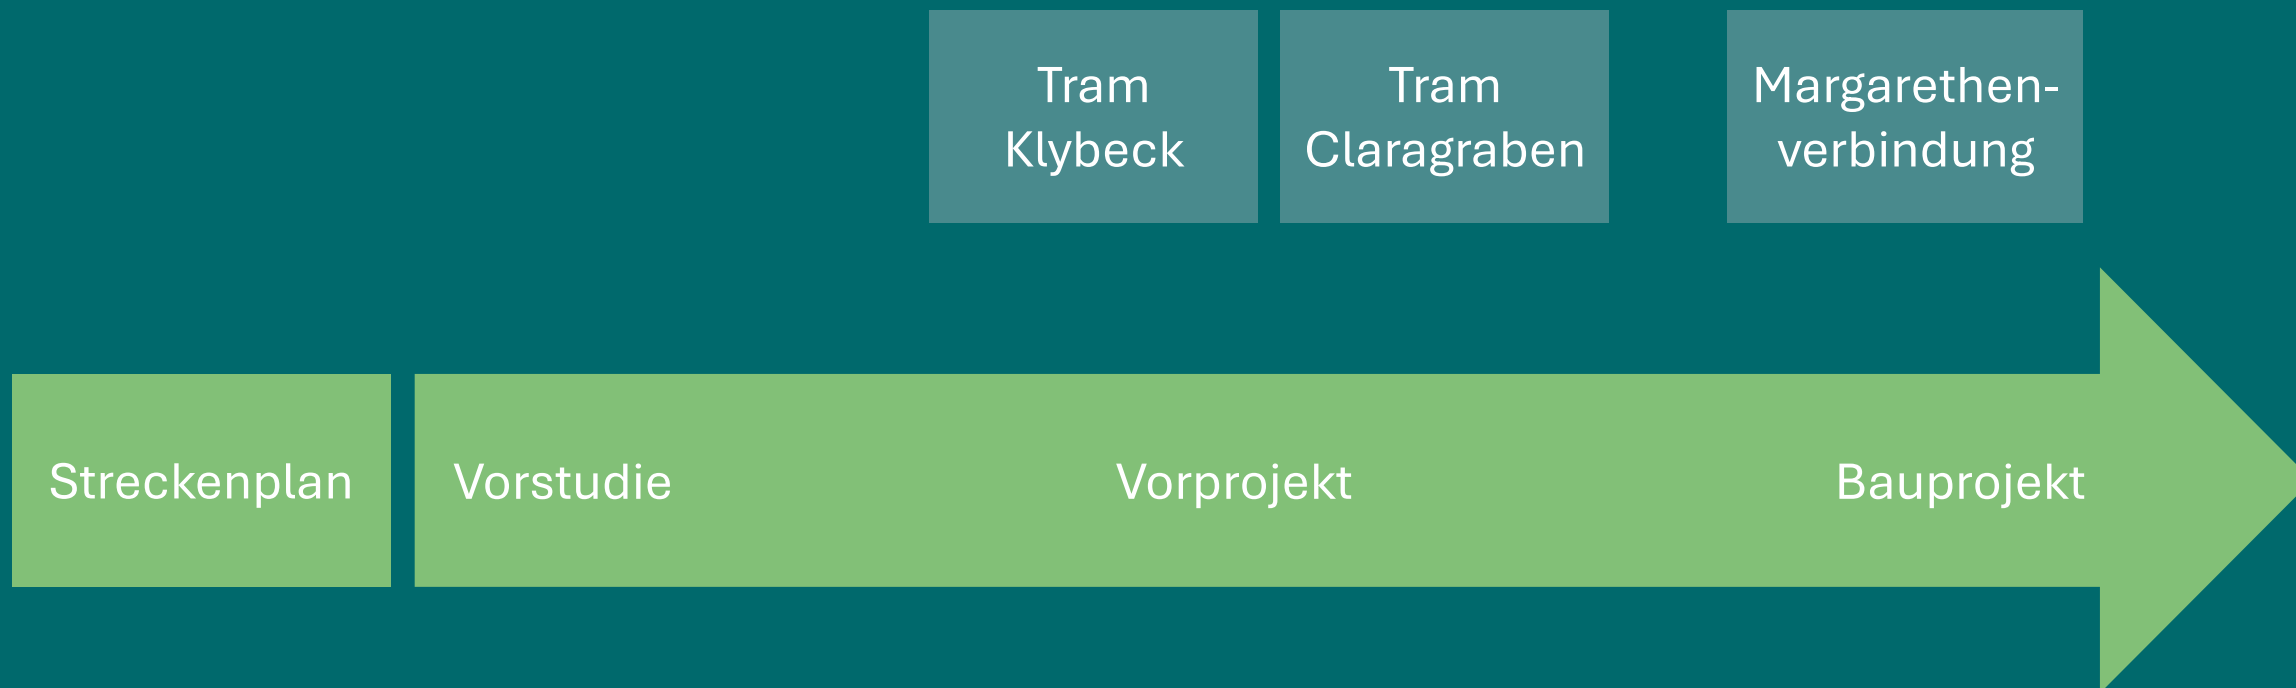 Tram
Klybeck
Tram
Claragraben
Margarethen-
verbindung
Streckenplan
Vorstudie
Vorprojekt
Bauprojekt